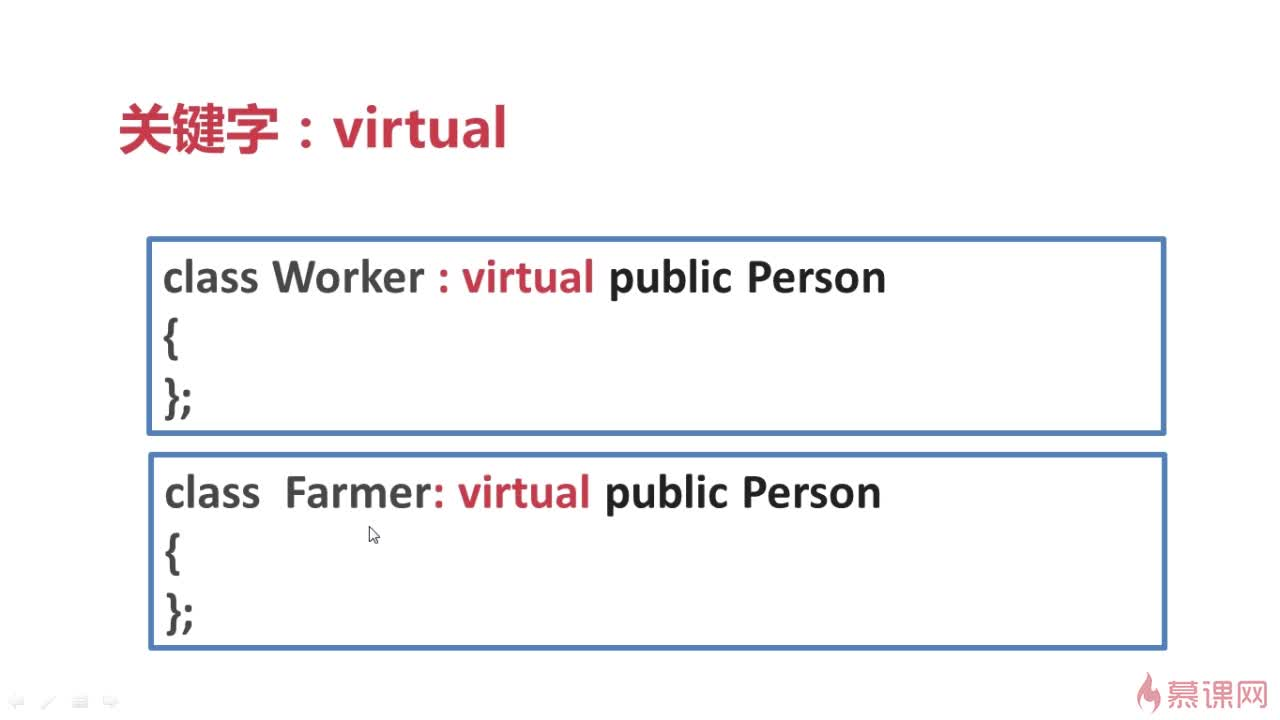 关键字：virtual
class Worker : virtual public Person
{
};
class  Farmer: virtual public Person
{
};
慕课网